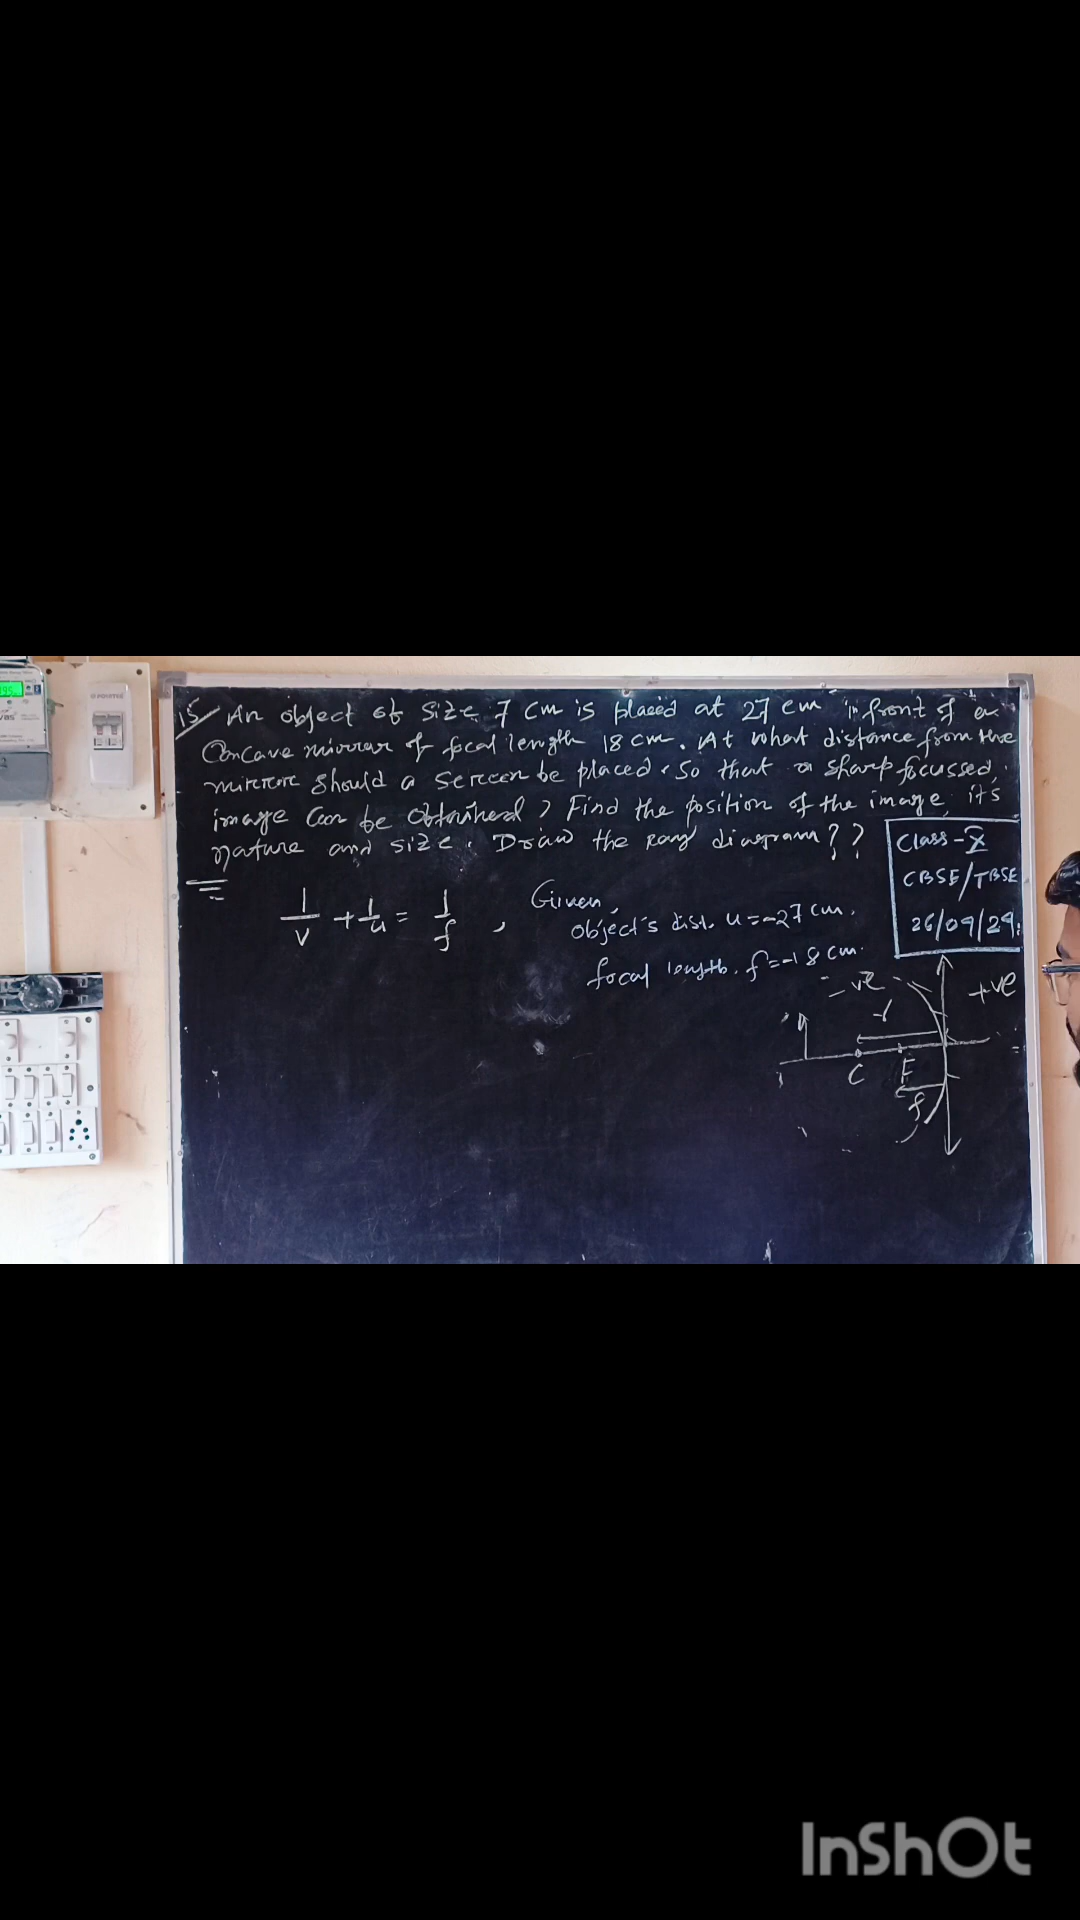 15/ An object of size 7 cm is placed at 27 cm in front of a
Concave mirror of focal length 18 cm. At what distance from the
mirror should a screen be placed. So that a sharp focussed
image can be obtained, Find the position of the image, its
nature and size. Draw the ray diagram??
Class - X
CBSE/TBSE
26/09/29
1/v + 1/u = 1/f ,
Given,
object's dist. u = -27 cm.
focal length. f = -18 cm.
-ve
+ve
C
F
f
POSITRA
InShOt